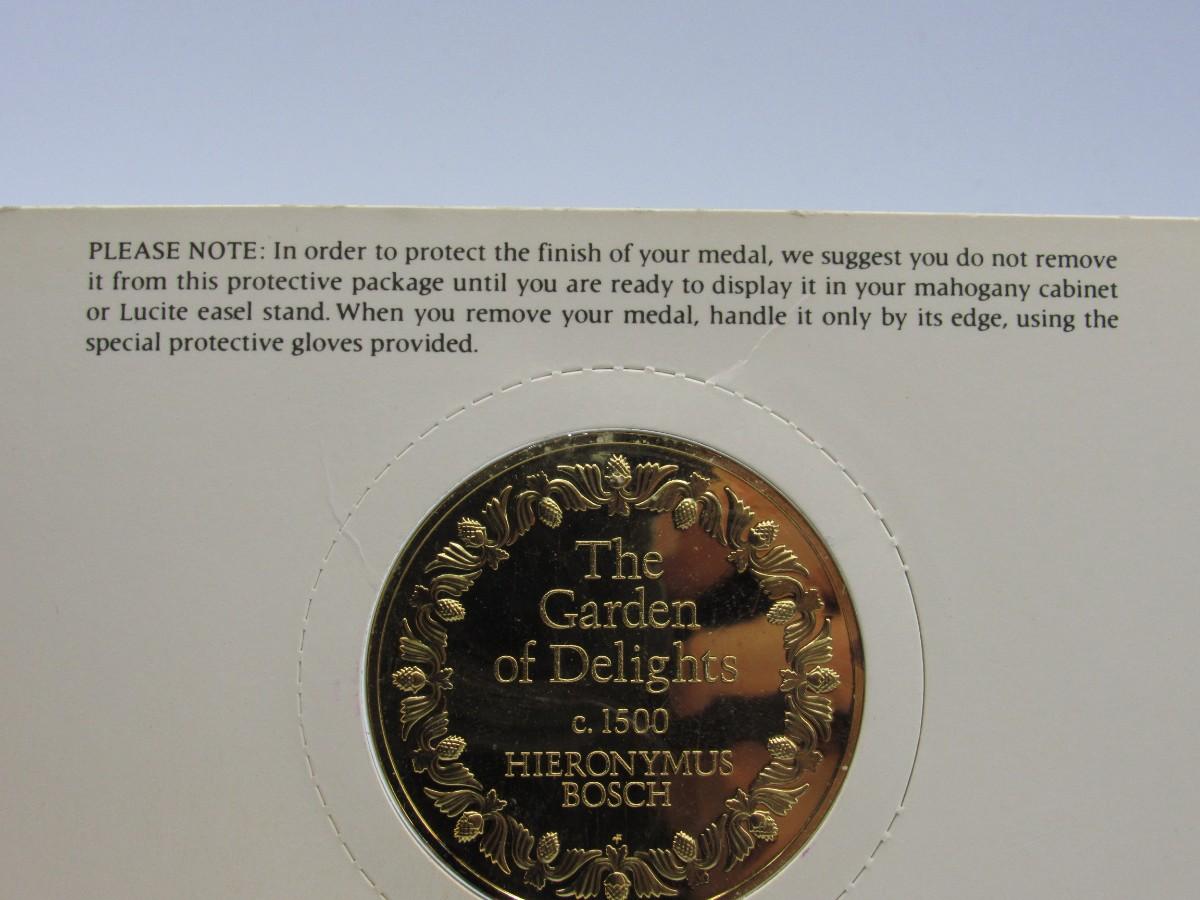 PLEASE NOTE: In order to protect the finish of your medal, we suggest you do not remove
it from this protective package until you are ready to display it in your mahogany cabinet
or Lucite easel stand. When you remove your medal, handle it only by its edge, using the
special protective gloves provided.
The
Garden
of Delights
c. 1500
HIERONYMUS
BOSCH